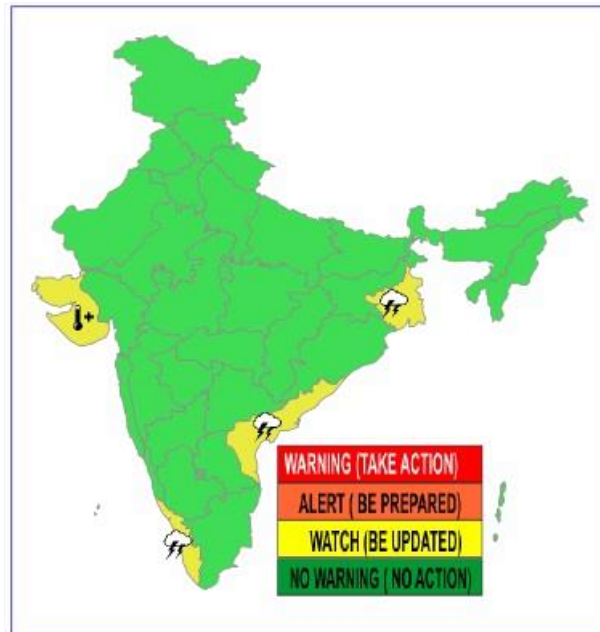 WARNING (TAKE ACTION)
ALERT ( BE PREPARED)
WATCH (BE UPDATED)
NO WARNING ( NO ACTION)